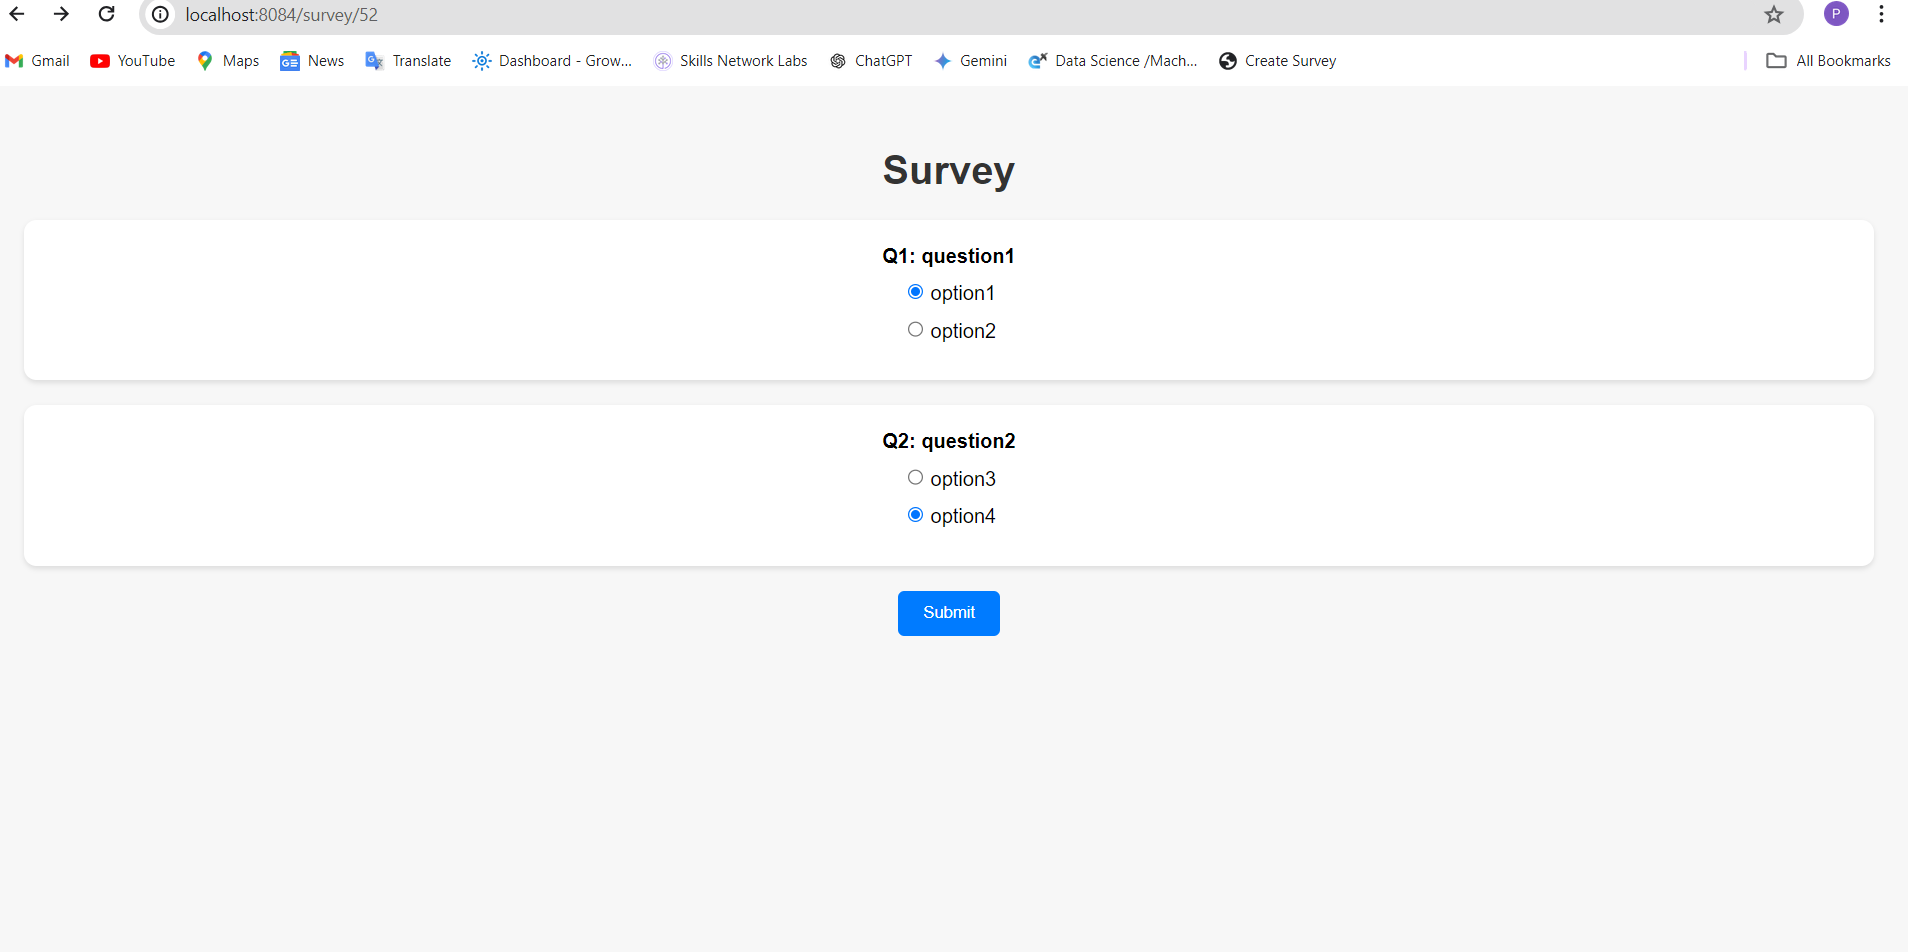 localhost:8084/survey/52
P
Gmail YouTube Maps News Translate Dashboard - Grow... Skills Network Labs ChatGPT Gemini Data Science /Mach... Create Survey All Bookmarks
Survey
Q1: question1
option1
option2
Q2: question2
option3
option4
Submit